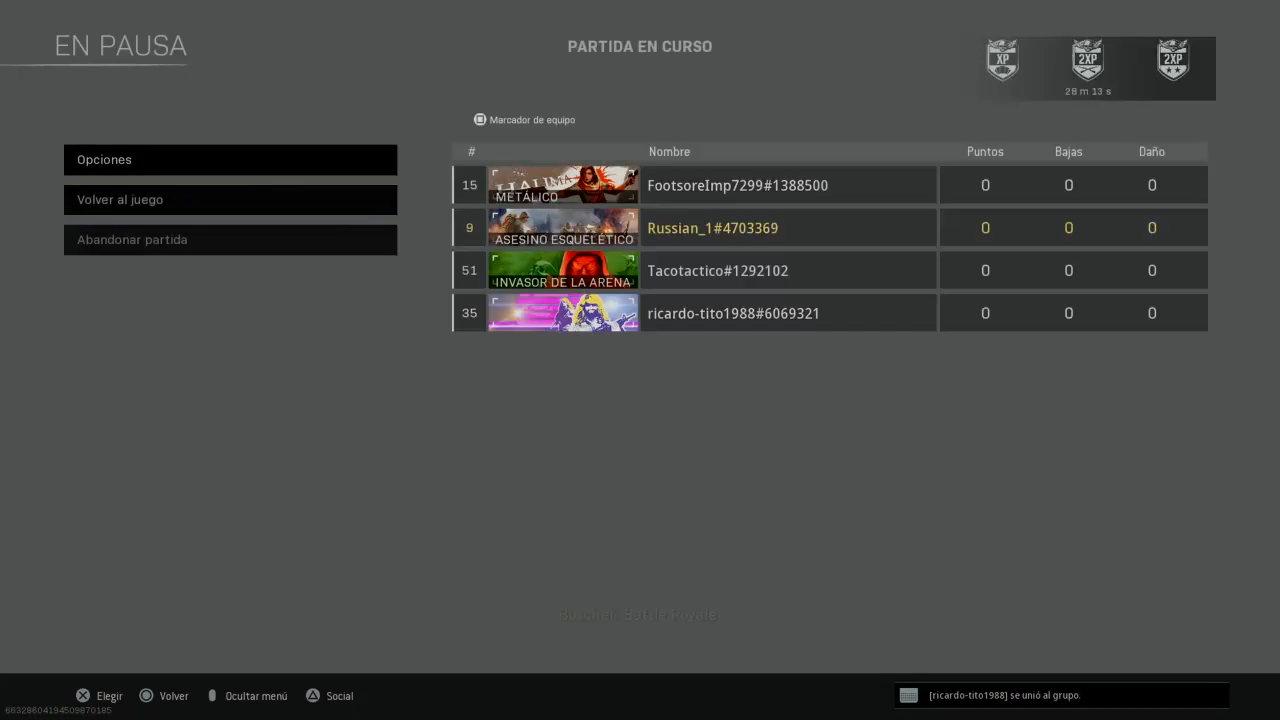 EN PAUSA
PARTIDA EN CURSO
XP
2XP
2XP
28 m 13 s
Marcador de equipo
Opciones
Volver al juego
Abandonar partida
# Nombre Puntos Bajas Daño
15 METÁLICO FootsoreImp7299#1388500 0 0 0
9 ASESINO ESQUELÉTICO Russian_1#4703369 0 0 0
51 INVASOR DE LA ARENA Tacotactico#1292102 0 0 0
35 ricardo-tito1988#6069321 0 0 0
Battle Royale
Elegir Volver Ocultar menú Social
[ricardo-tito1988] se unió al grupo.
66328604194509870185